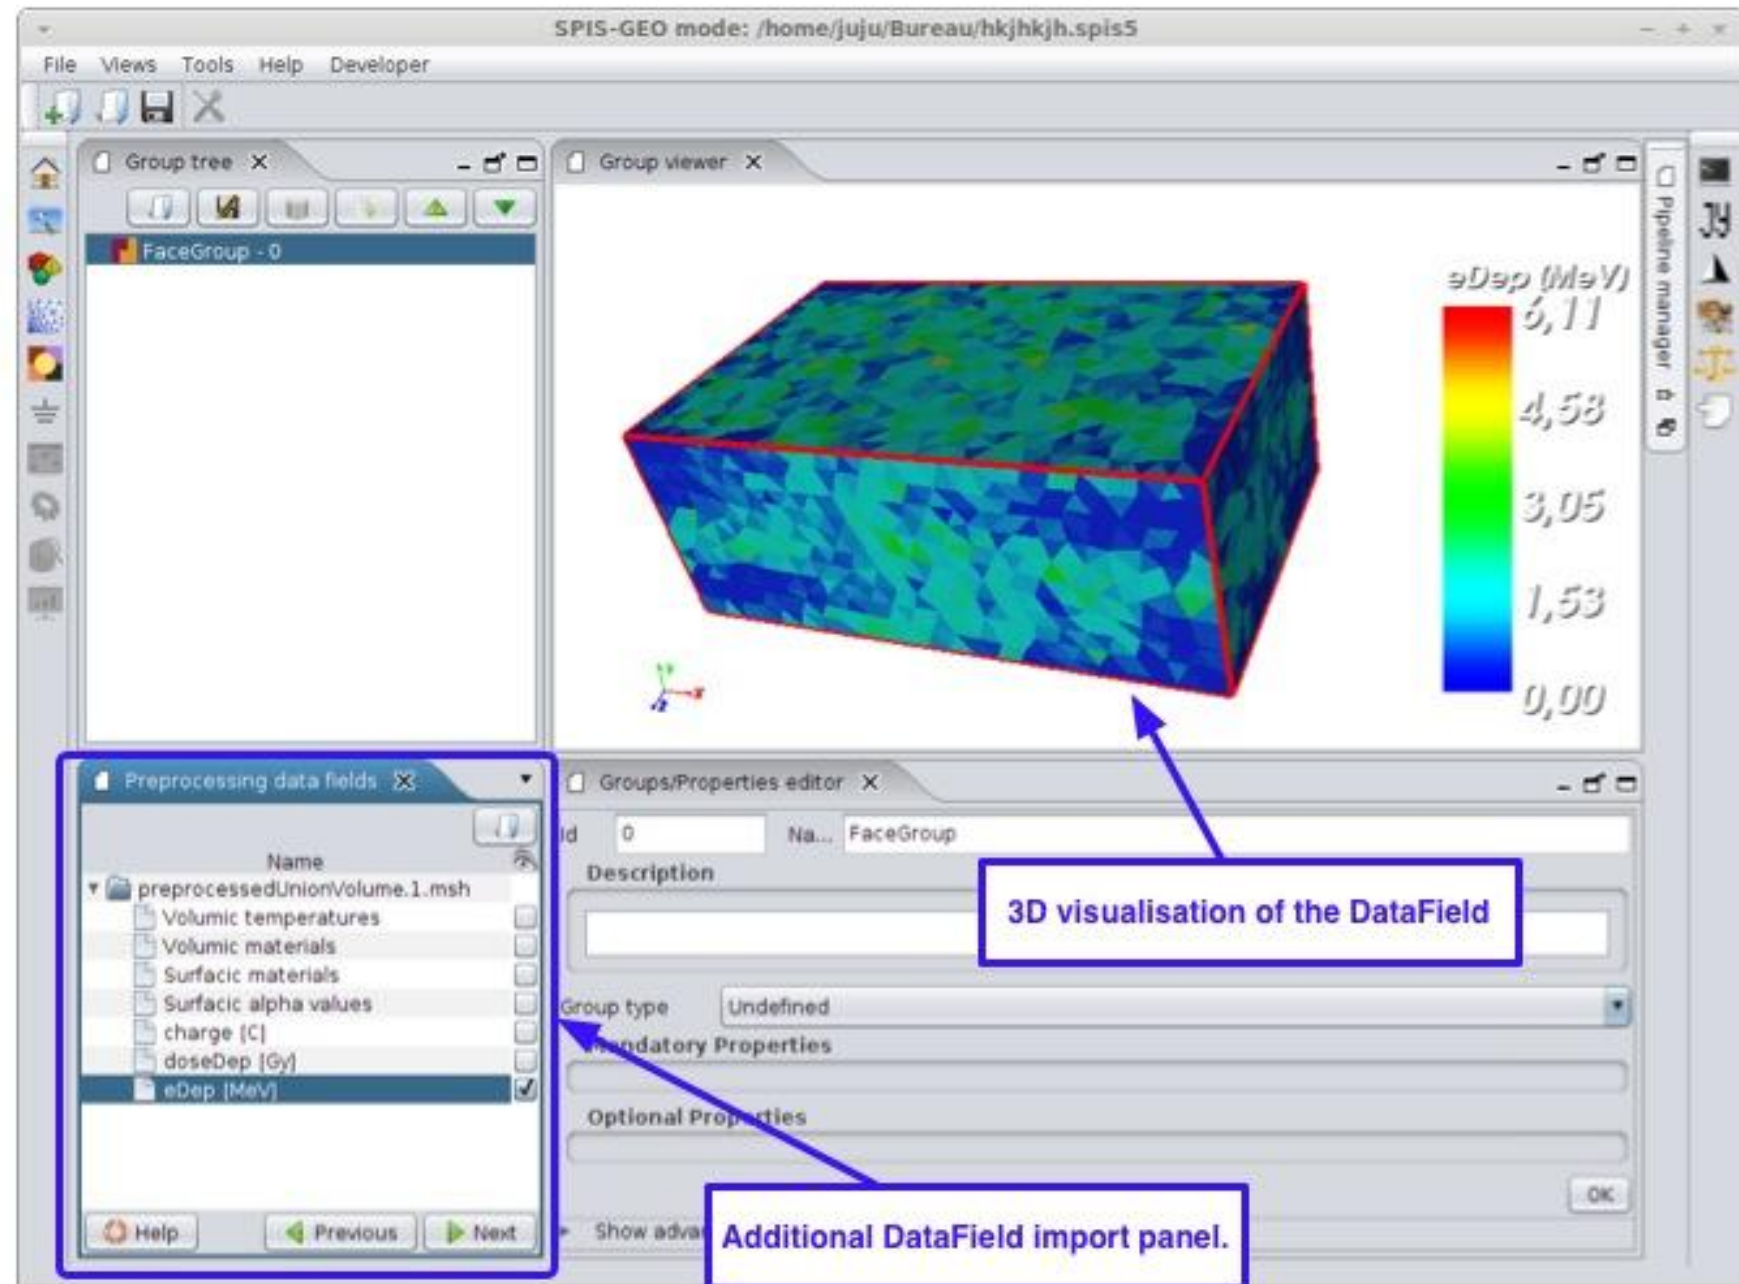 SPIS-GEO mode: /home/juju/Bureau/hkjhkjh.spis5
File Views Tools Help Developer
Group tree
FaceGroup - 0
Group viewer
eDep (MeV)
6,11
4,58
3,05
1,53
0,00
Pipeline manager
Preprocessing data fields
Name
preprocessedUnionVolume.1.msh
Volumic temperatures
Volumic materials
Surfacic materials
Surfacic alpha values
charge [C]
doseDep [Gy]
eDep [MeV]
Help Previous Next
Groups/Properties editor
Id 0 Na... FaceGroup
Description
3D visualisation of the DataField
Group type Undefined
Mandatory Properties
Optional Properties
OK
Show adva
Additional DataField import panel.